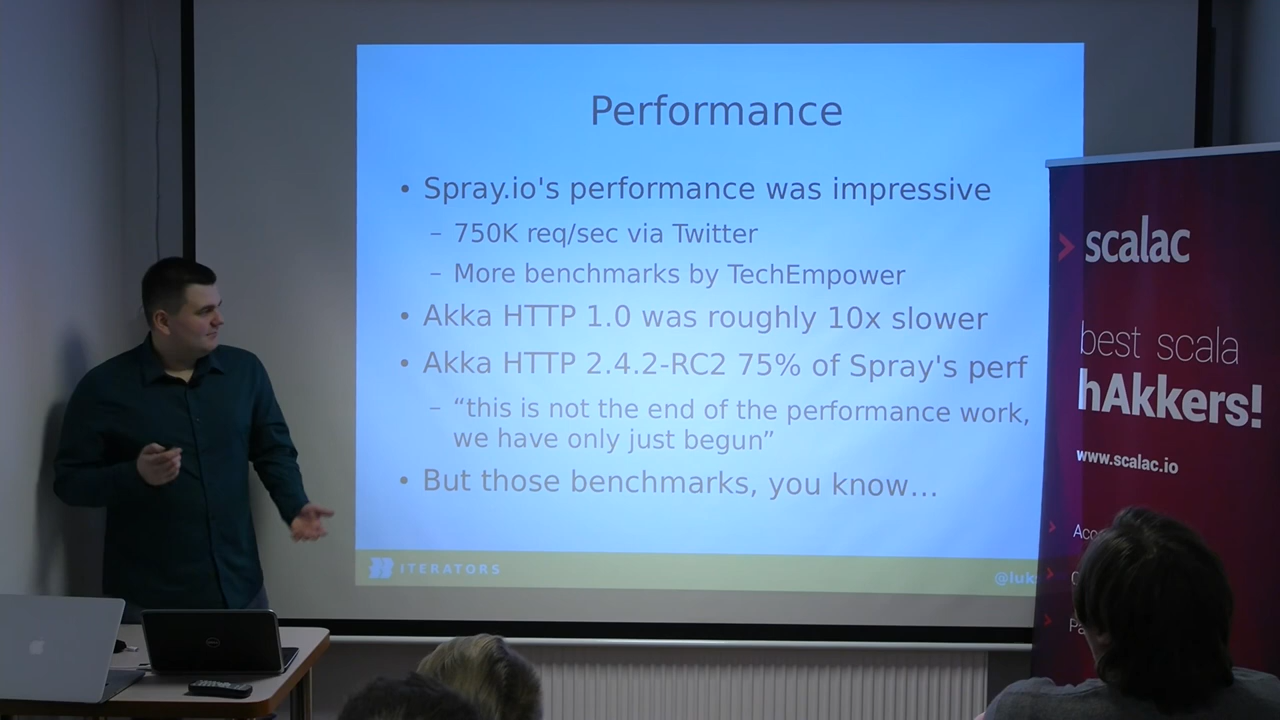 Performance
• Spray.io's performance was impressive
– 750K req/sec via Twitter
– More benchmarks by TechEmpower
• Akka HTTP 1.0 was roughly 10x slower
• Akka HTTP 2.4.2-RC2 75% of Spray's perf
– “this is not the end of the performance work,
we have only just begun”
• But those benchmarks, you know...
ITERATORS
@luk
scalac
best scala
hAkkers!
www.scalac.io